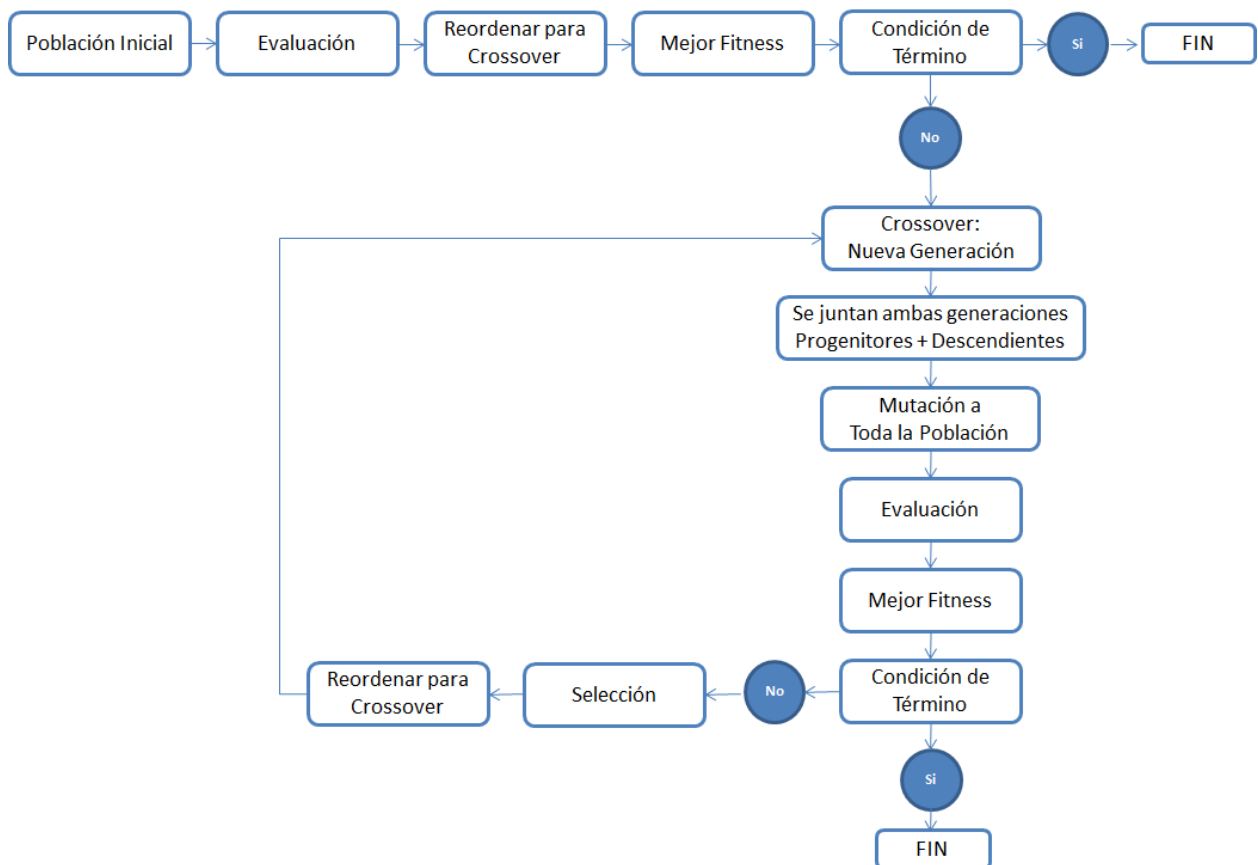 Población Inicial
Evaluación
Reordenar para
Crossover
Mejor Fitness
Condición de
Término
Si
FIN
No
Crossover:
Nueva Generación
Se juntan ambas generaciones
Progenitores + Descendientes
Mutación a
Toda la Población
Evaluación
Mejor Fitness
Condición de
Término
No
Selección
Reordenar para
Crossover
Si
FIN